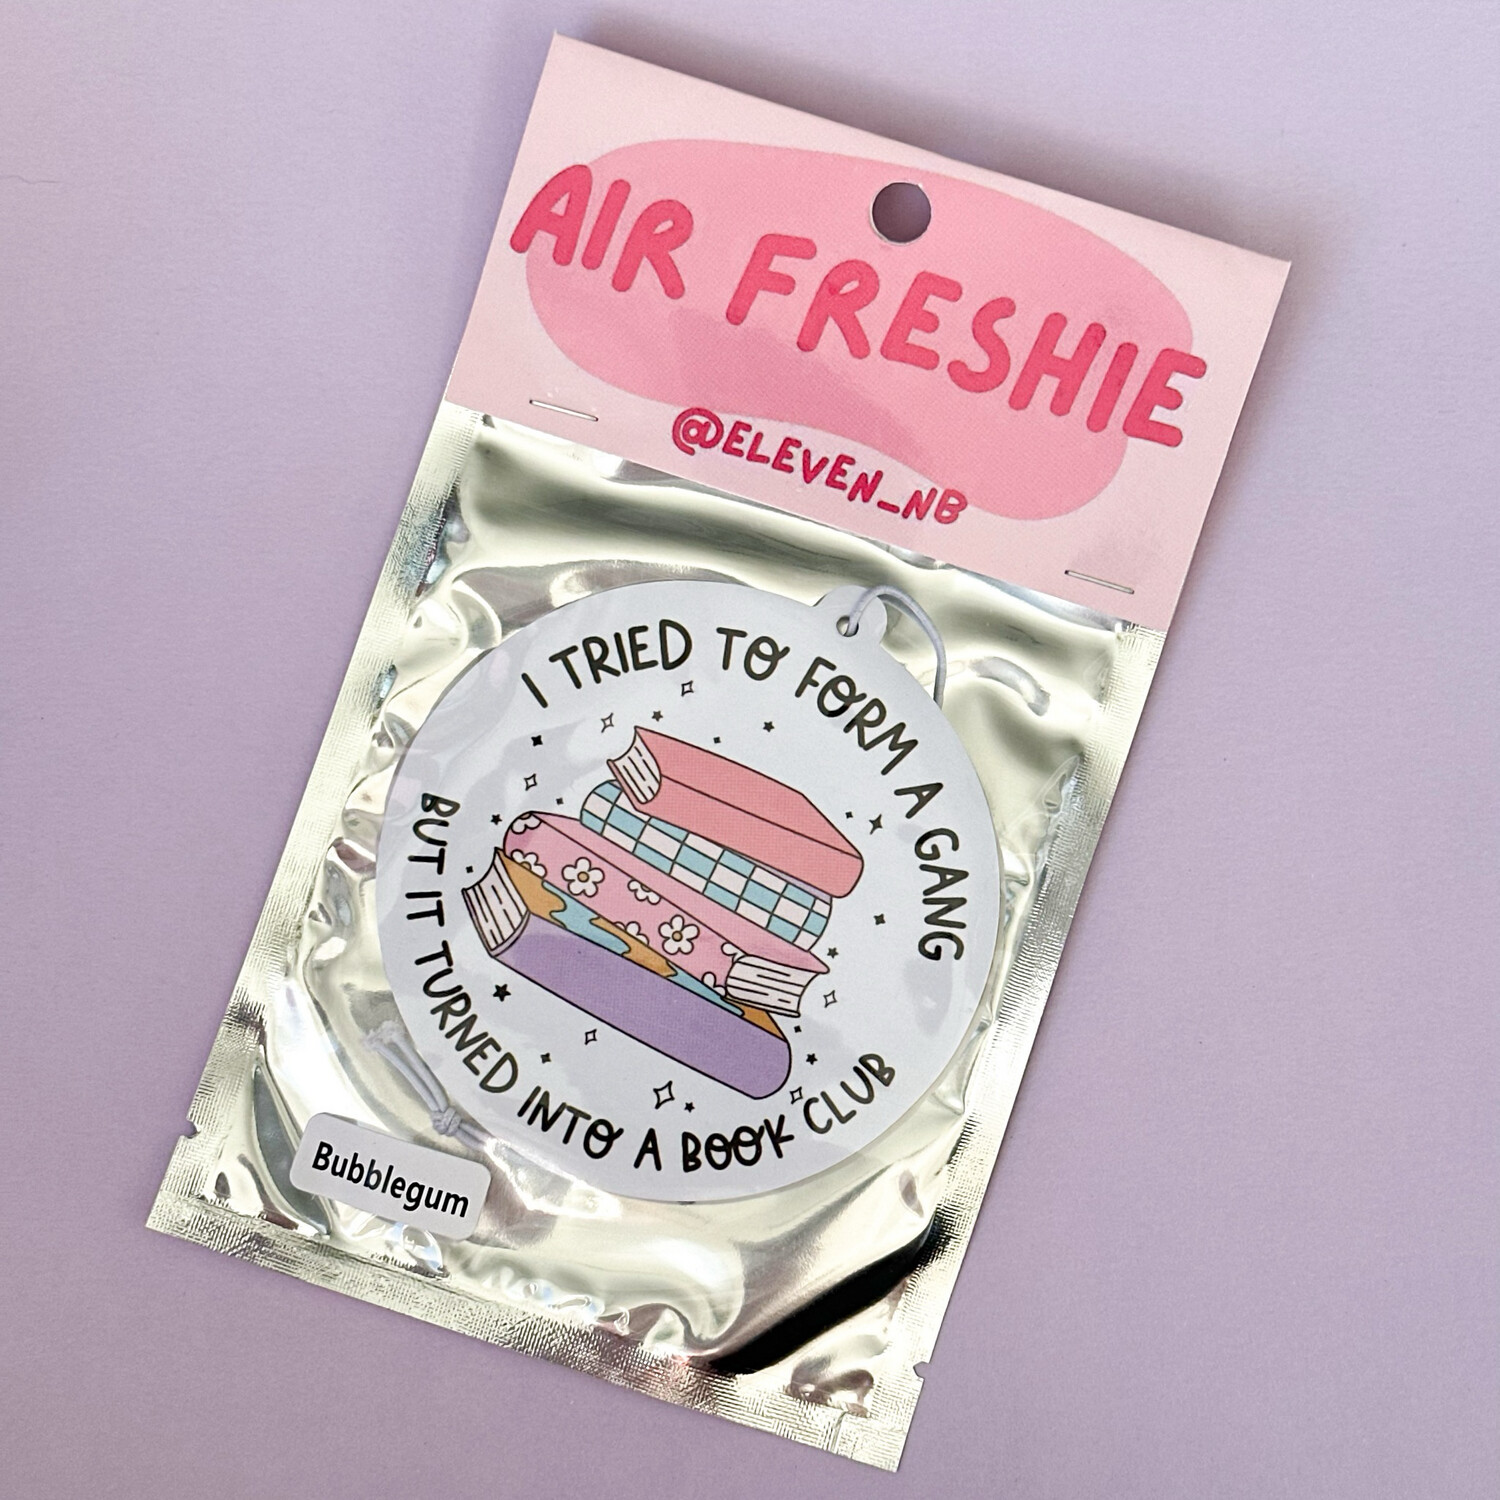 AIR FRESHIE
@ELEVEN_NB
I TRIED TO FORM A GANG
BUT IT TURNED INTO A BOOK CLUB
Bubblegum